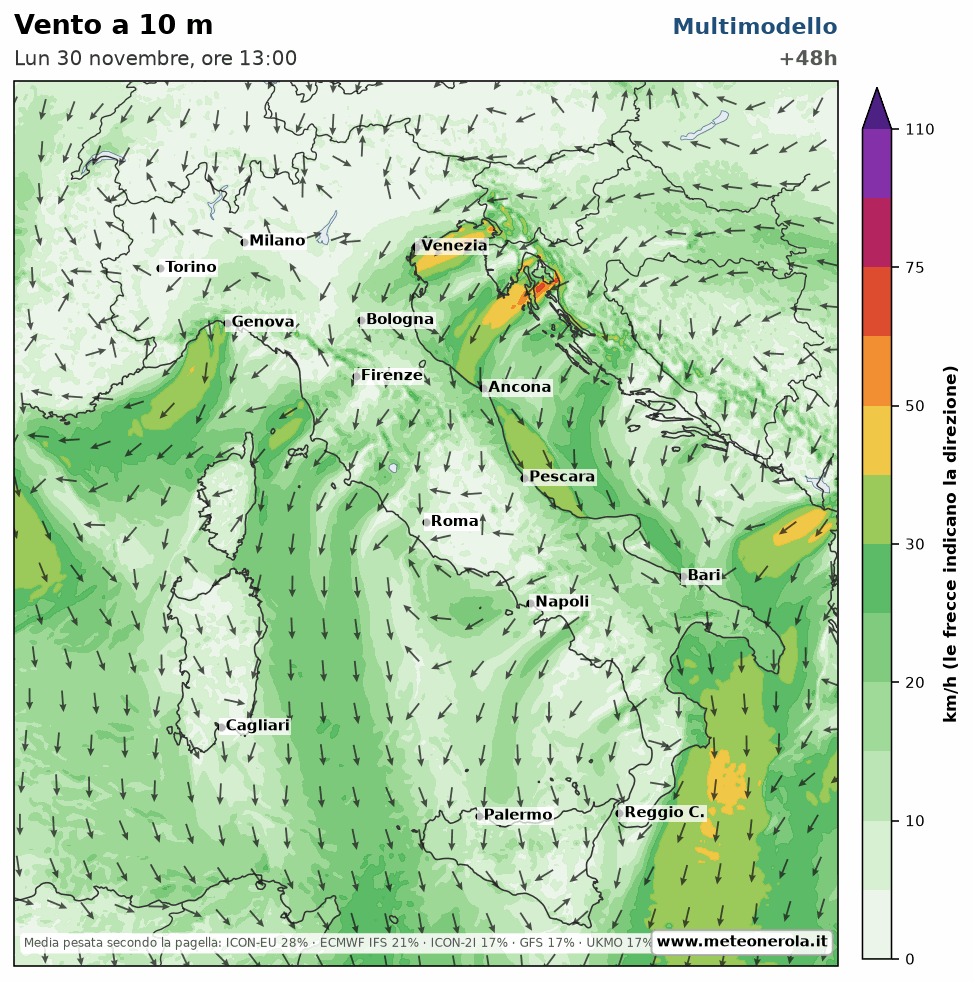 Vento a 10 m
Multimodello
Lun 30 novembre, ore 13:00
+48h
110
Venezia
Milano
Torino
75
Genova
Bologna
Firenze
Ancona
50
Pescara
Roma
30
Bari
Napoli
km/h (le frecce indicano la direzione)
20
Cagliari
Palermo
Reggio C.
10
Media pesata secondo la pagella: ICON-EU 28% · ECMWF IFS 21% · ICON-2I 17% · GFS 17% · UKMO 17%
www.meteonerola.it
0